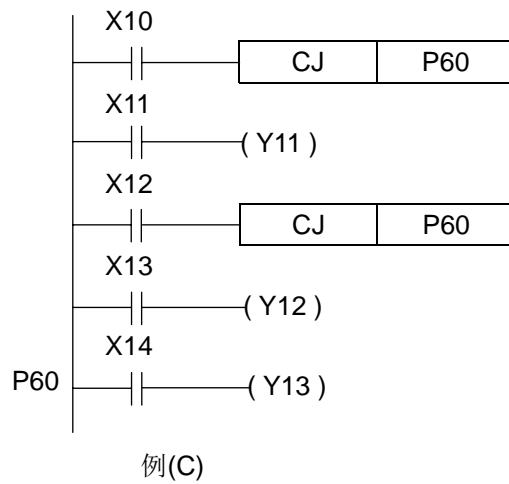 X10
CJ P60
X11
( Y11 )
X12
CJ P60
X13
( Y12 )
X14
P60 ( Y13 )
例(C)